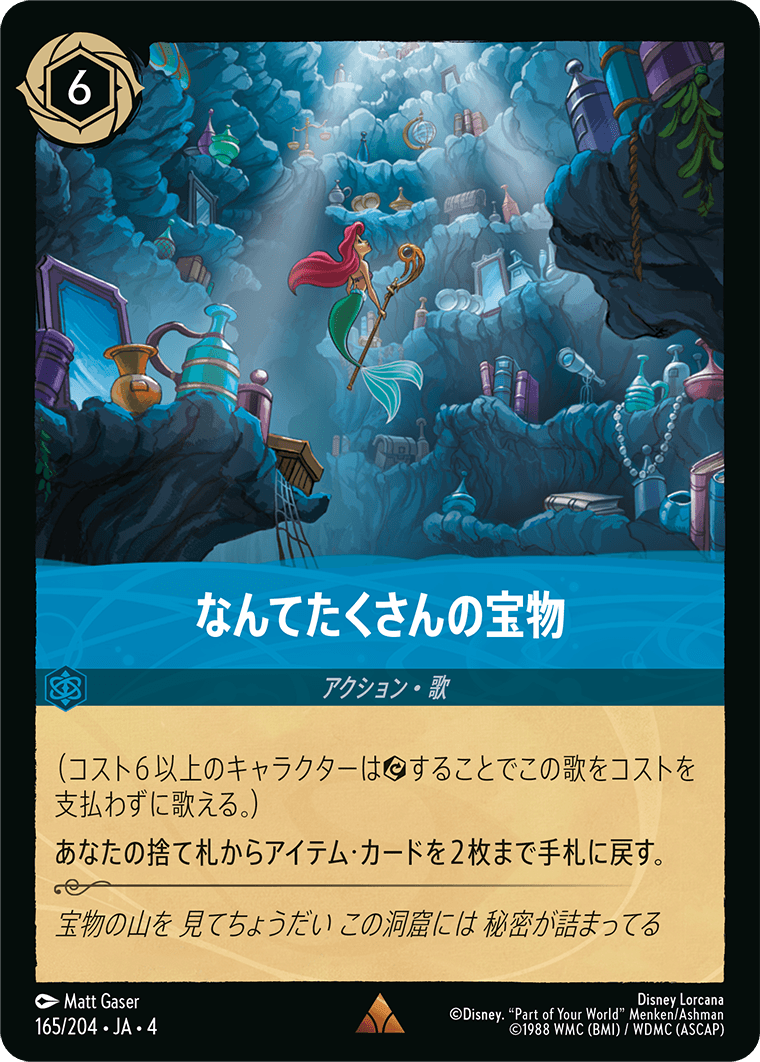 6
なんてたくさんの宝物
アクション・歌
(コスト6以上のキャラクターはすることでこの歌をコストを
支払わずに歌える。)
あなたの捨て札からアイテム・カードを2枚まで手札に戻す。
宝物の山を 見てちょうだい この洞窟には 秘密が詰まってる
Matt Gaser
165/204・JA・4
Disney Lorcana
©Disney. “Part of Your World” Menken/Ashman
©1988 WMC (BMI) / WDMC (ASCAP)